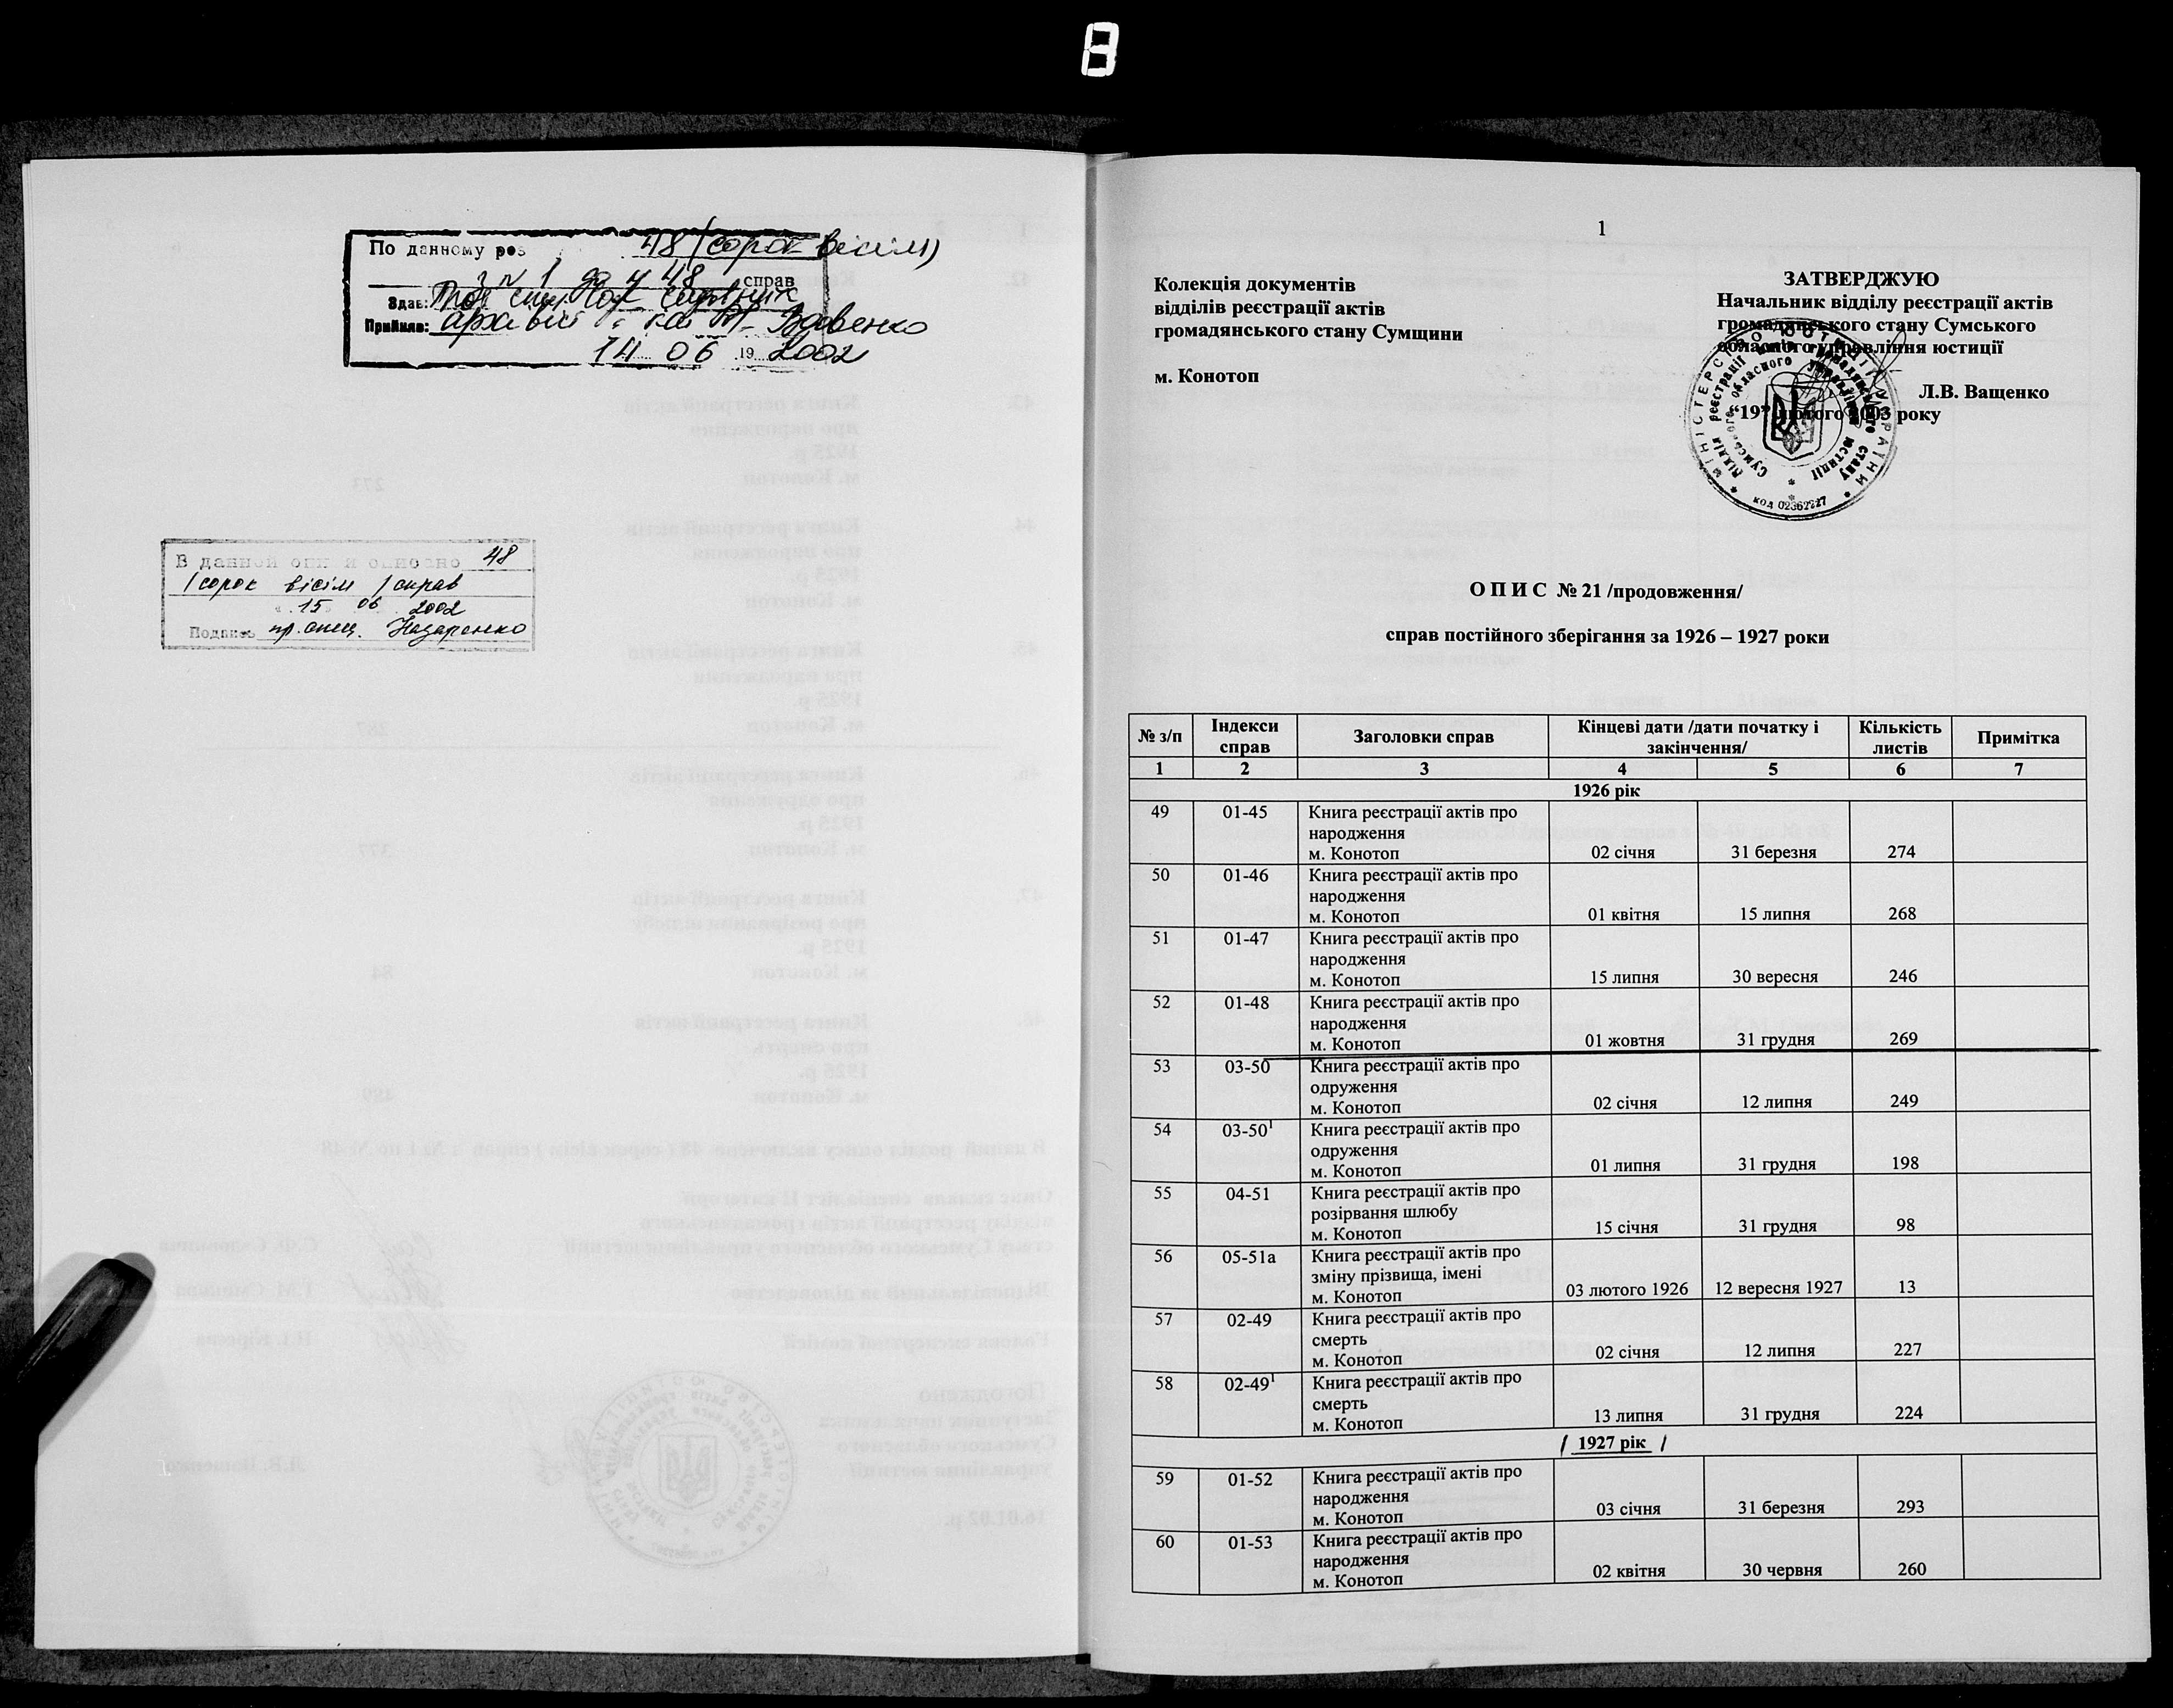 По данному роз 48 (сорок вісім)
з № 1 до № 48 справ
Здав:
Прийняв: архівіст І кат
14 06 19 2002
В данной описи описано 48
/сорок вісім / справ
"15" 06 2002
Подпись пр. спец. Назаренко
1
Колекція документів
відділів реєстрації актів
громадянського стану Сумщини
м. Конотоп
ЗАТВЕРДЖУЮ
Начальник відділу реєстрації актів
громадянського стану Сумського
обласного управління юстиції
Л.В. Ващенко
"19" лютого 2003 року
код 02362227
О П И С № 21 /продовження/
справ постійного зберігання за 1926 – 1927 роки
№ з/п Індекси справ Заголовки справ Кінцеві дати /дати початку і закінчення/ Кількість листів Примітка
1 2 3 4 5 6 7
1926 рік
49 01-45 Книга реєстрації актів про
народження
м. Конотоп 02 січня 31 березня 274
50 01-46 Книга реєстрації актів про
народження
м. Конотоп 01 квітня 15 липня 268
51 01-47 Книга реєстрації актів про
народження
м. Конотоп 15 липня 30 вересня 246
52 01-48 Книга реєстрації актів про
народження
м. Конотоп 01 жовтня 31 грудня 269
53 03-50 Книга реєстрації актів про
одруження
м. Конотоп 02 січня 12 липня 249
54 03-50¹ Книга реєстрації актів про
одруження
м. Конотоп 01 липня 31 грудня 198
55 04-51 Книга реєстрації актів про
розірвання шлюбу
м. Конотоп 15 січня 31 грудня 98
56 05-51а Книга реєстрації актів про
зміну прізвища, імені
м. Конотоп 03 лютого 1926 12 вересня 1927 13
57 02-49 Книга реєстрації актів про
смерть
м. Конотоп 02 січня 12 липня 227
58 02-49¹ Книга реєстрації актів про
смерть
м. Конотоп 13 липня 31 грудня 224
/ 1927 рік /
59 01-52 Книга реєстрації актів про
народження
м. Конотоп 03 січня 31 березня 293
60 01-53 Книга реєстрації актів про
народження
м. Конотоп 02 квітня 30 червня 260